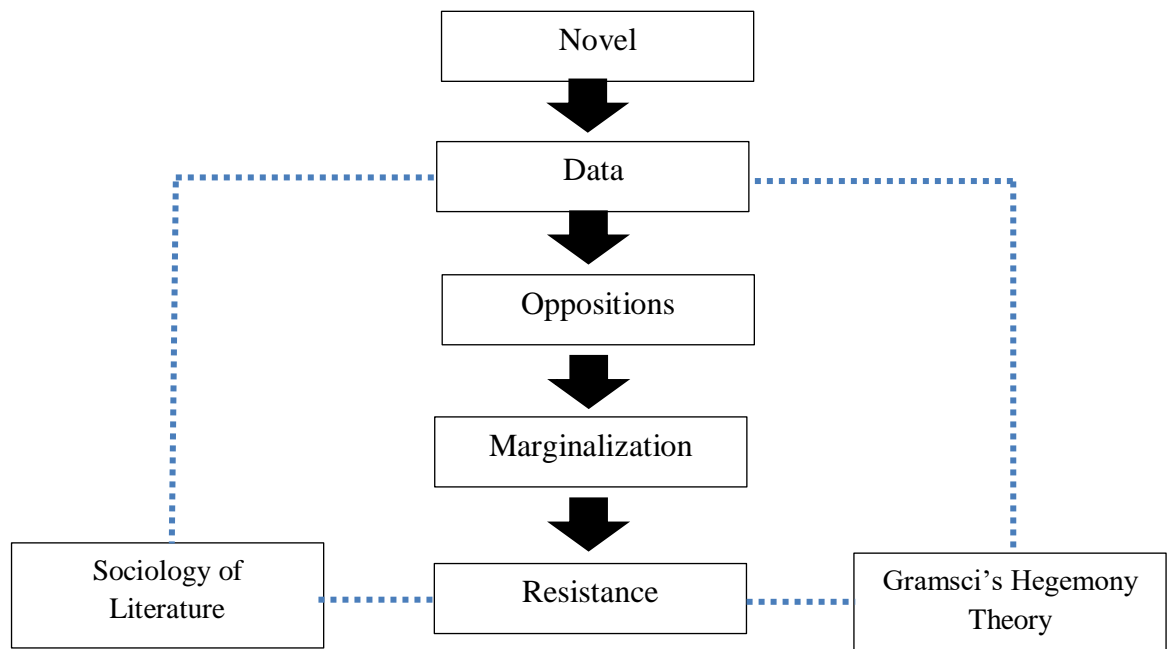 Novel
Data
Oppositions
Marginalization
Sociology of
Literature
Resistance
Gramsci’s Hegemony
Theory